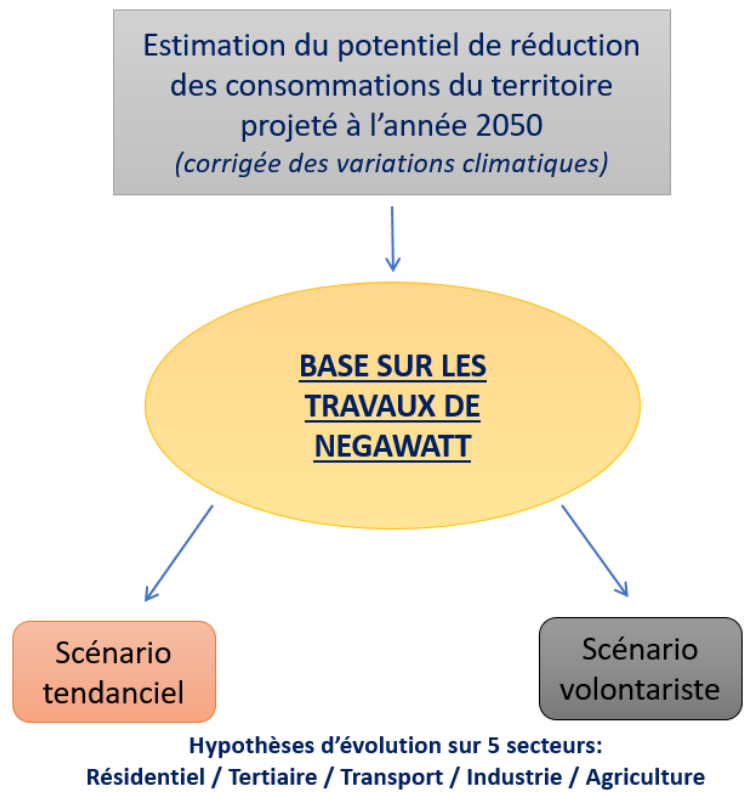 Estimation du potentiel de réduction
des consommations du territoire
projeté à l'année 2050
(corrigée des variations climatiques)
BASE SUR LES
TRAVAUX DE
NEGAWATT
Scénario
tendanciel
Scénario
volontariste
Hypothèses d'évolution sur 5 secteurs:
Résidentiel / Tertiaire / Transport / Industrie / Agriculture